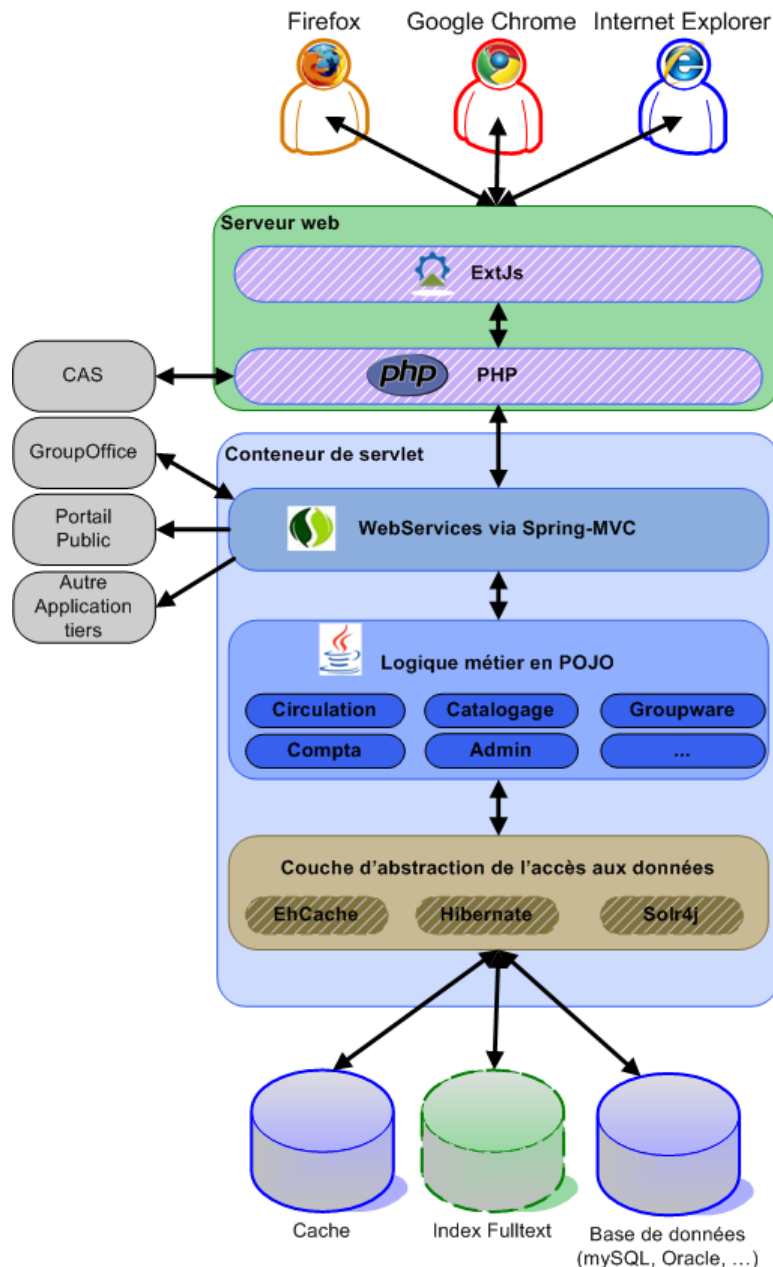 Firefox
Google Chrome
Internet Explorer
Serveur web
ExtJs
php
PHP
CAS
GroupOffice
Portail
Public
Autre
Application
tiers
Conteneur de servlet
WebServices via Spring-MVC
Logique métier en POJO
Circulation
Catalogage
Groupware
Compta
Admin
...
Couche d'abstraction de l'accès aux données
EhCache
Hibernate
Solr4j
Cache
Index Fulltext
Base de données
(mySQL, Oracle, ...)